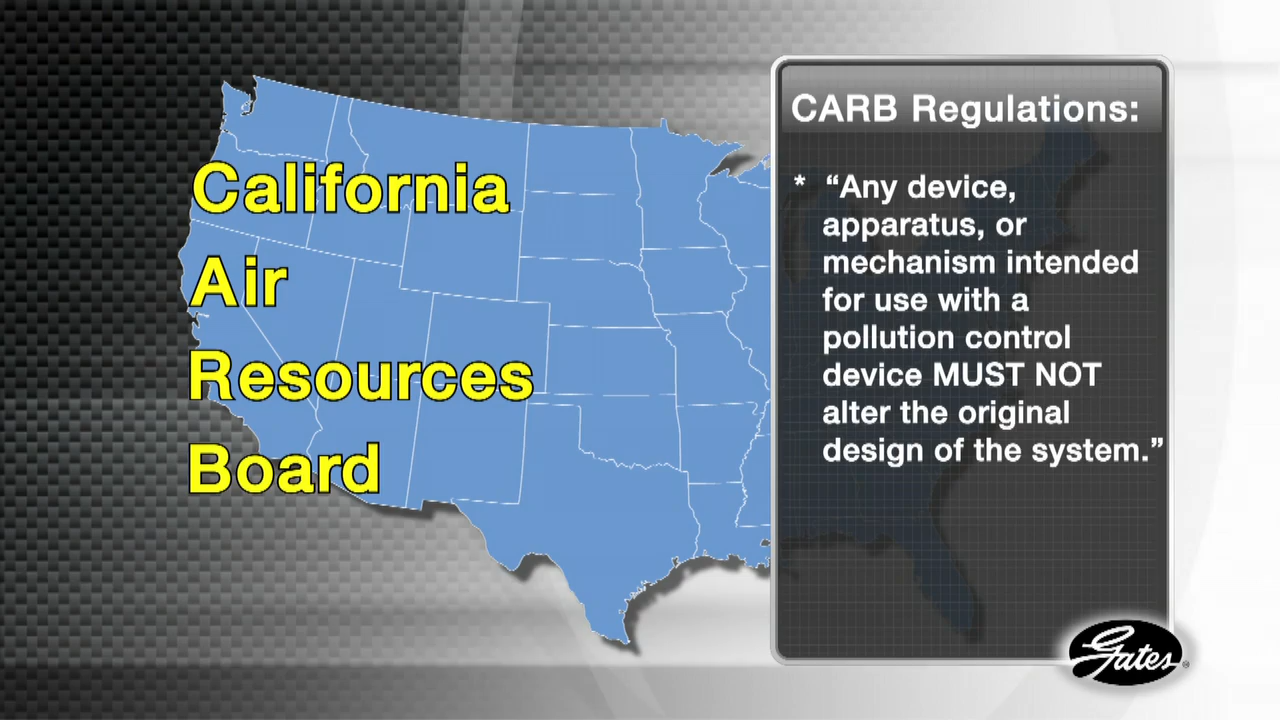 California
Air
Resources
Board
CARB Regulations:
* “Any device,
apparatus, or
mechanism intended
for use with a
pollution control
device MUST NOT
alter the original
design of the system.”
Gates®